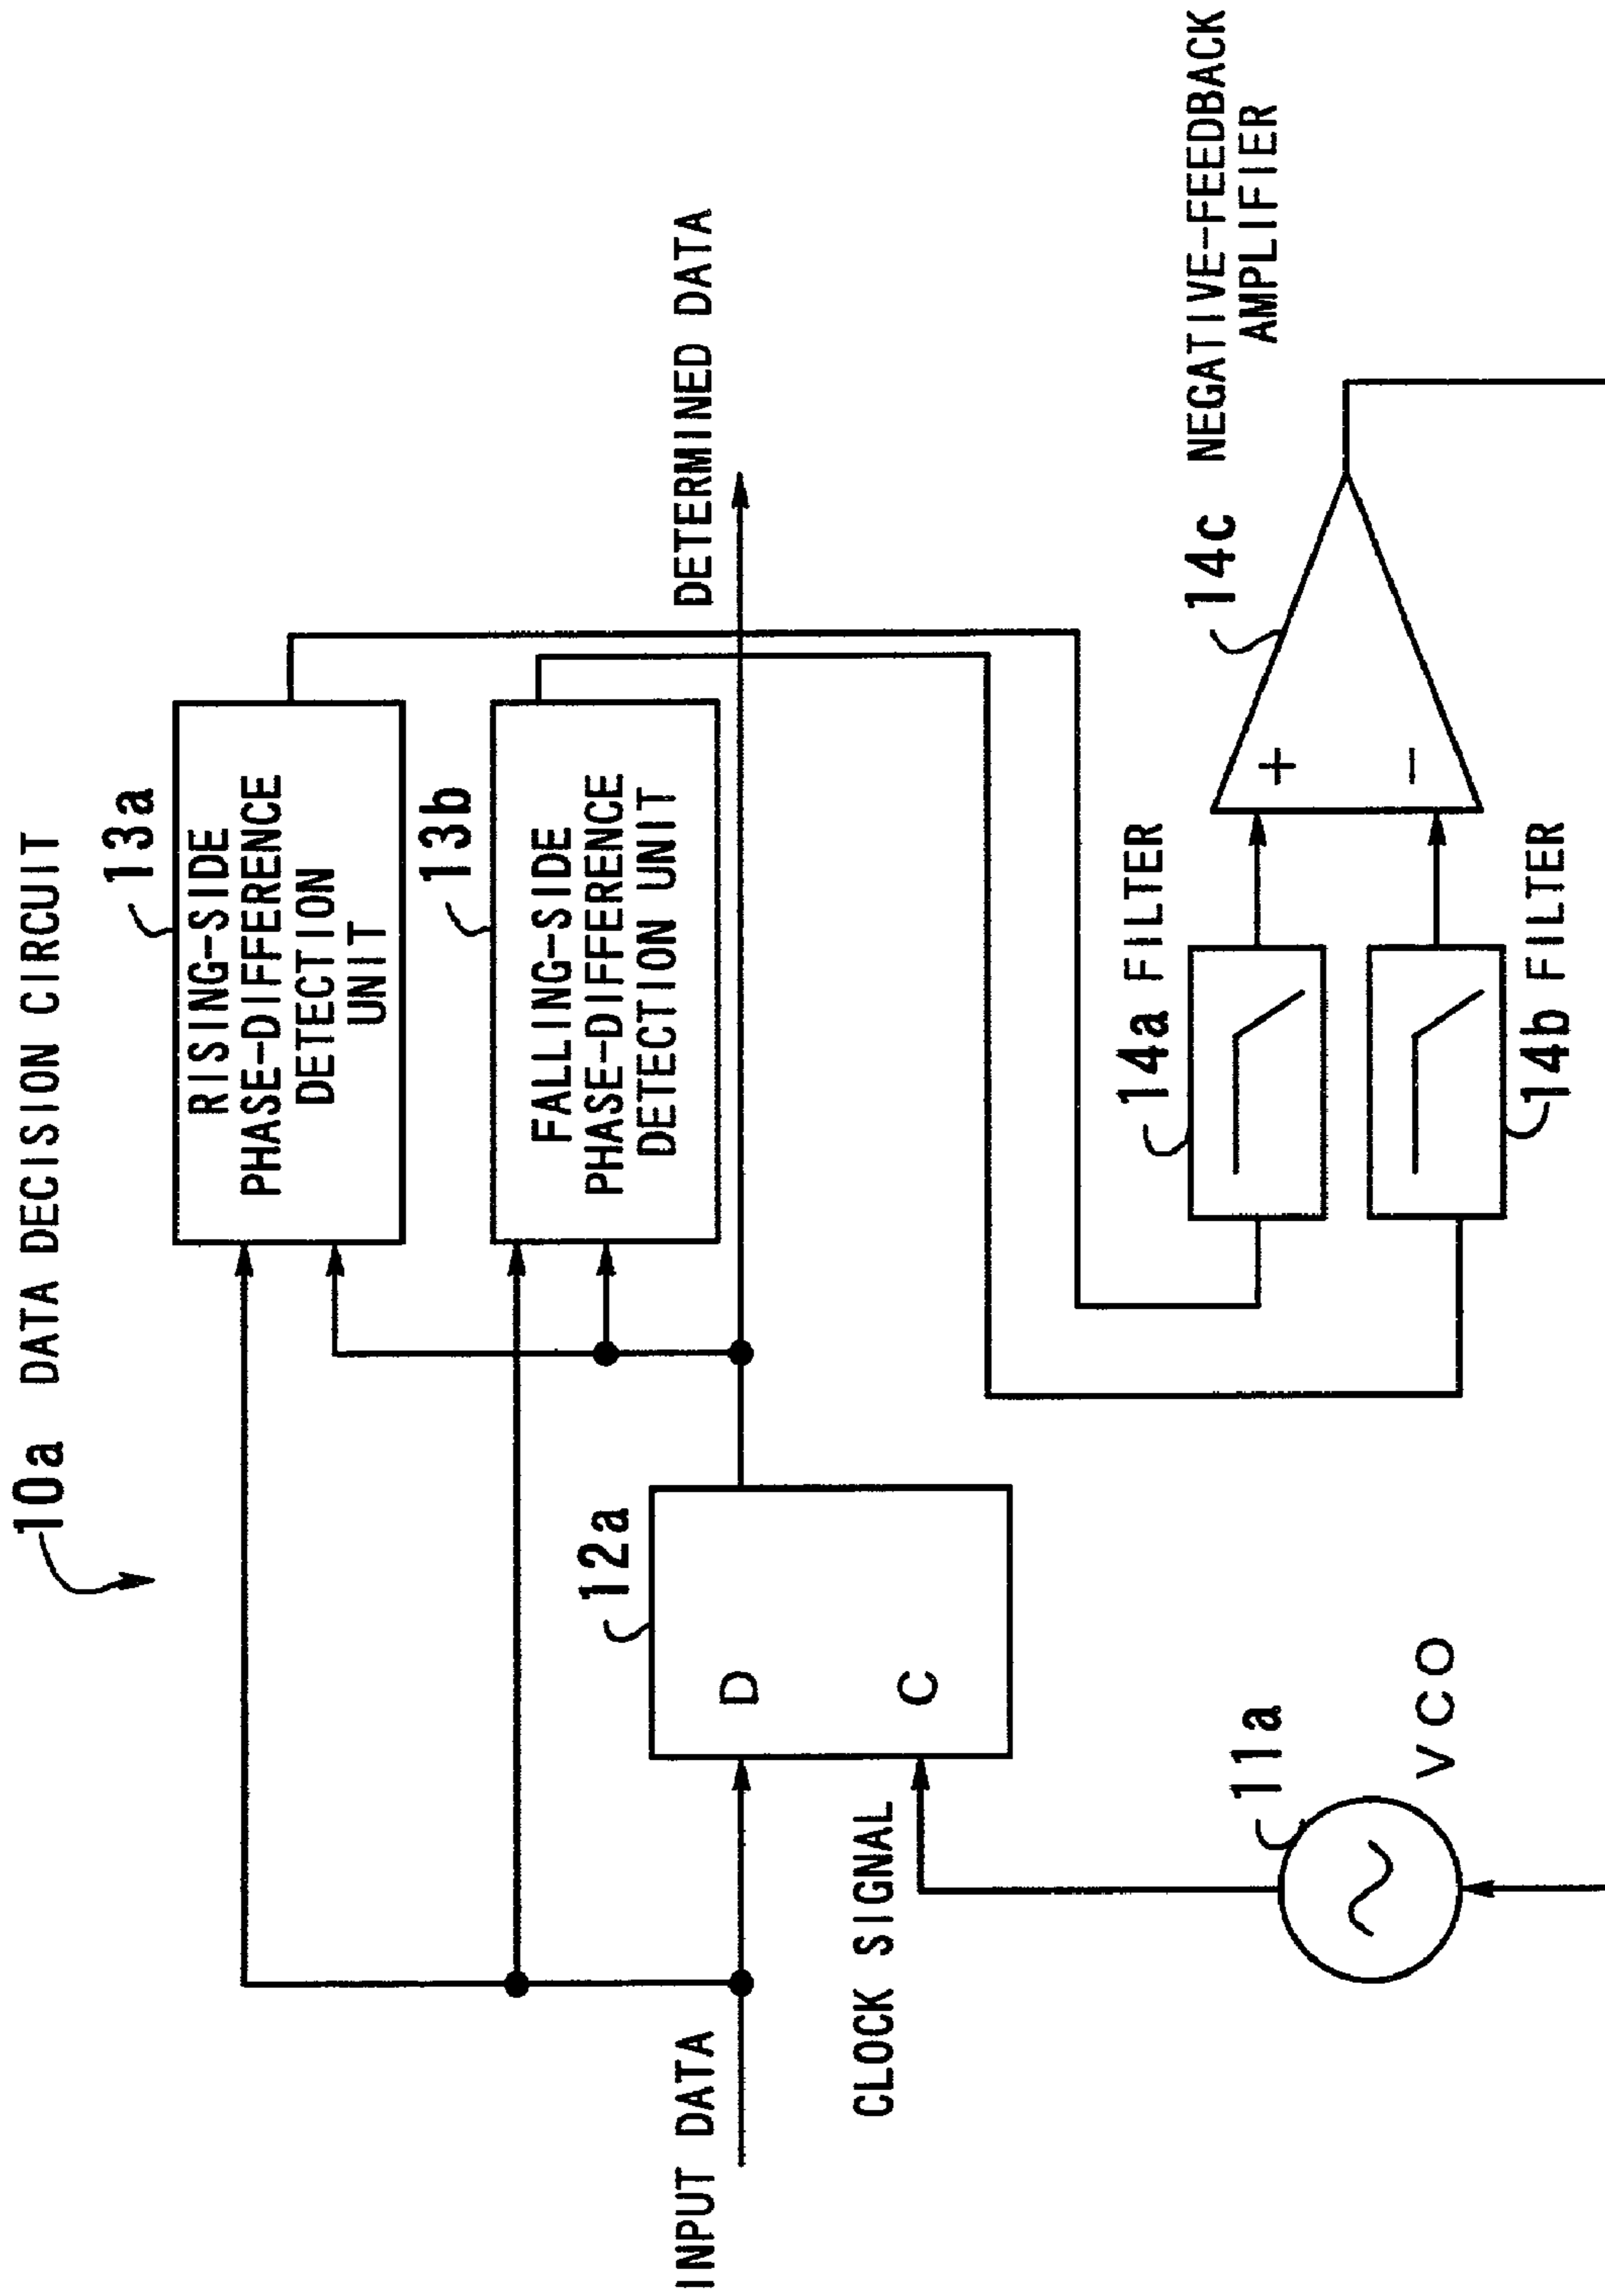 10a DATA DECISION CIRCUIT
13a
RISING-SIDE
PHASE-DIFFERENCE
DETECTION
UNIT
13b
FALLING-SIDE
PHASE-DIFFERENCE
DETECTION UNIT
INPUT DATA
12a
D
C
DETERMINED DATA
CLOCK SIGNAL
11a
VCO
14a FILTER
14b FILTER
14c NEGATIVE-FEEDBACK
AMPLIFIER
+
−